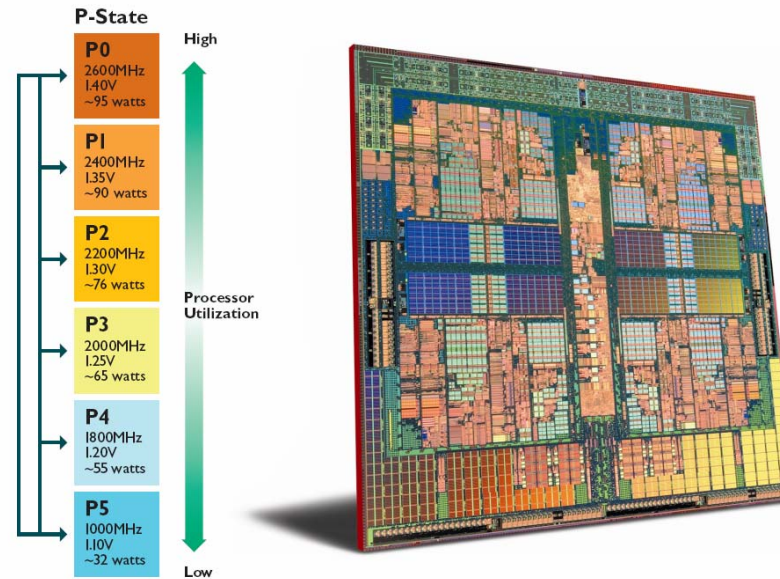 P-State
High
P0
2600MHz
1.40V
~95 watts
P1
2400MHz
1.35V
~90 watts
P2
2200MHz
1.30V
~76 watts
Processor
Utilization
P3
2000MHz
1.25V
~65 watts
P4
1800MHz
1.20V
~55 watts
P5
1000MHz
1.10V
~32 watts
Low